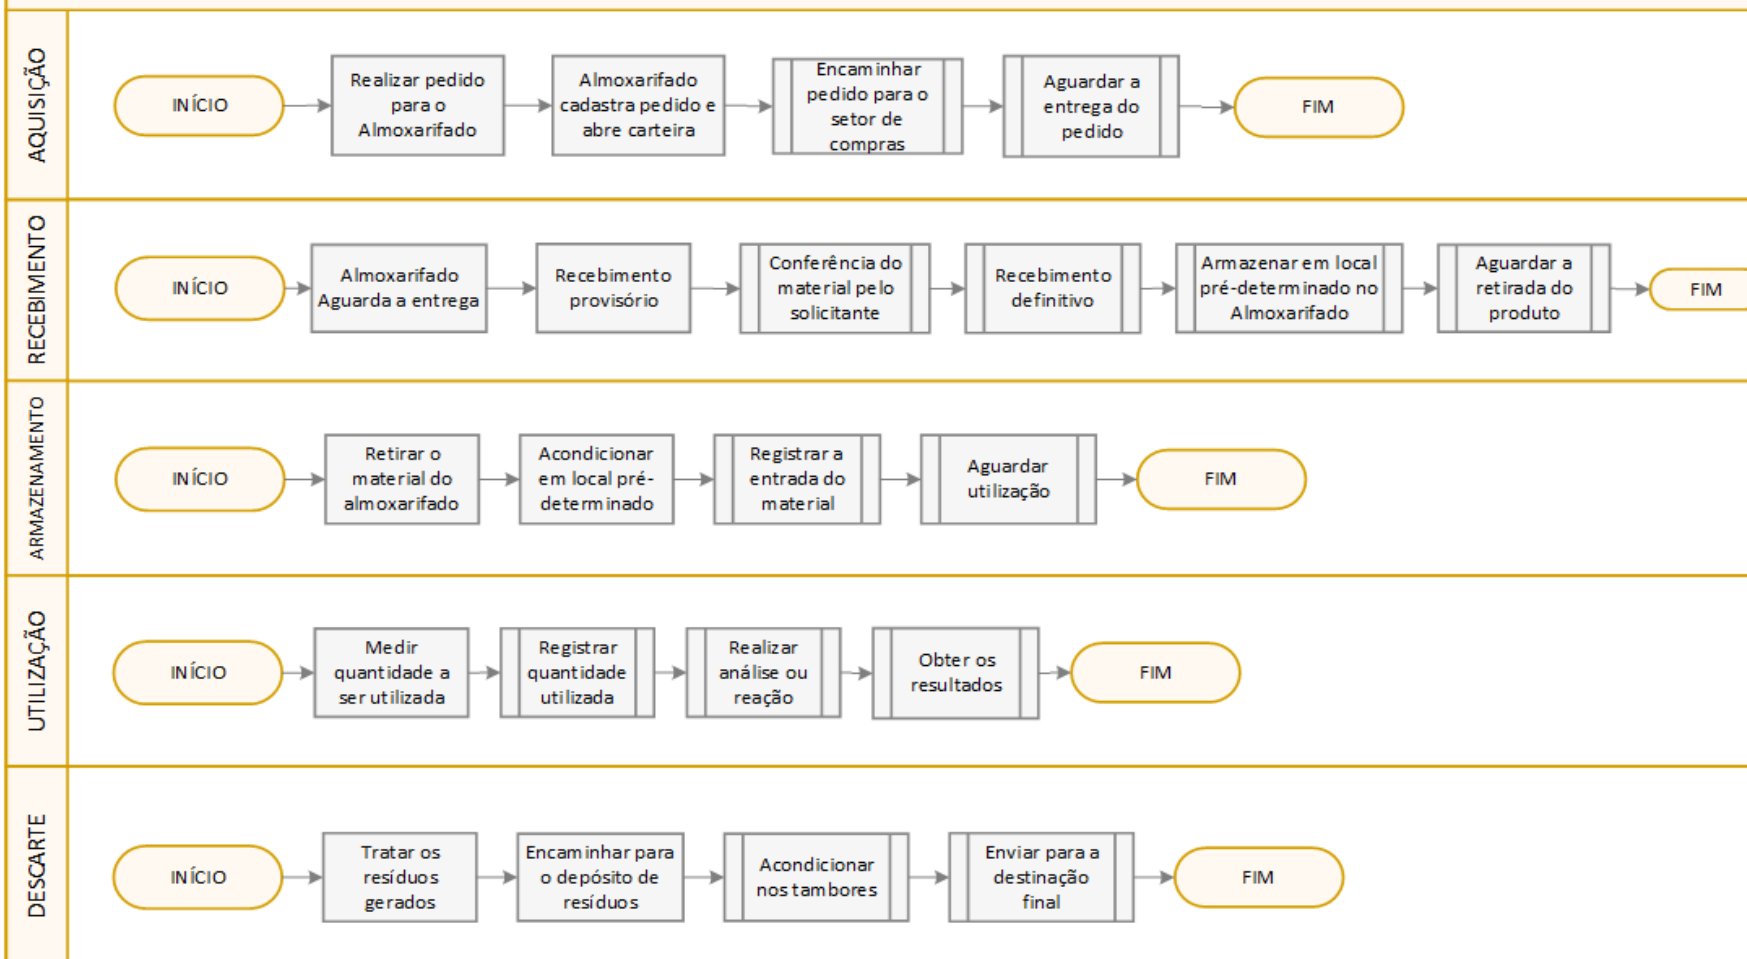 AQUISIÇÃO
INÍCIO
Realizar pedido
para o
Almoxarifado
Almoxarifado
cadastra pedido e
abre carteira
Encaminhar
pedido para o
setor de
compras
Aguardar a
entrega do
pedido
FIM
RECEBIMENTO
INÍCIO
Almoxarifado
Aguarda a entrega
Recebimento
provisório
Conferência do
material pelo
solicitante
Recebimento
definitivo
Armazenar em local
pré-determinado no
Almoxarifado
Aguardar a
retirada do
produto
FIM
ARMAZENAMENTO
INÍCIO
Retirar o
material do
almoxarifado
Acondicionar
em local pré-
determinado
Registrar a
entrada do
material
Aguardar
utilização
FIM
UTILIZAÇÃO
INÍCIO
Medir
quantidade a
ser utilizada
Registrar
quantidade
utilizada
Realizar
análise ou
reação
Obter os
resultados
FIM
DESCARTE
INÍCIO
Tratar os
resíduos
gerados
Encaminhar para
o depósito de
resíduos
Acondicionar
nos tambores
Enviar para a
destinação
final
FIM